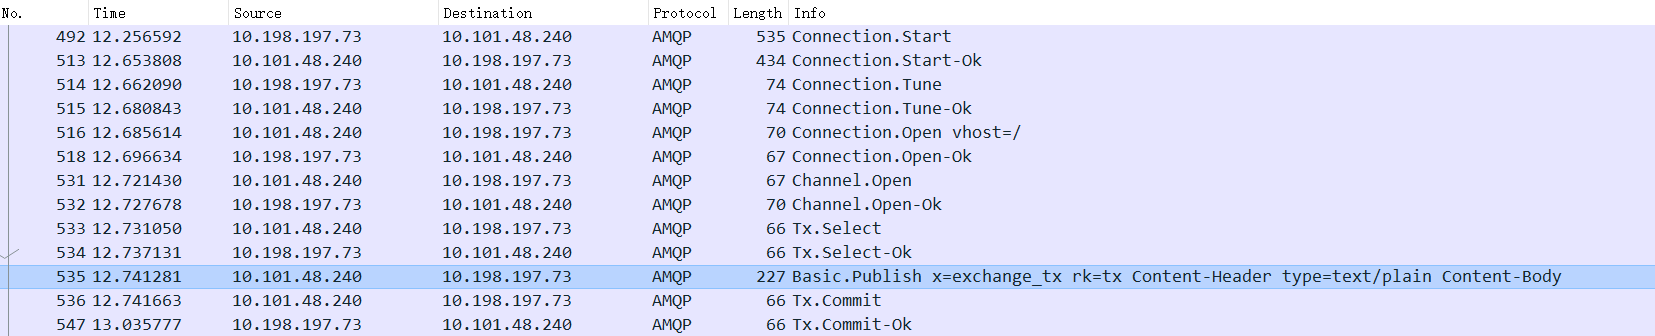 No. Time Source Destination Protocol Length Info
492 12.256592 10.198.197.73 10.101.48.240 AMQP 535 Connection.Start
513 12.653808 10.101.48.240 10.198.197.73 AMQP 434 Connection.Start-Ok
514 12.662090 10.198.197.73 10.101.48.240 AMQP 74 Connection.Tune
515 12.680843 10.101.48.240 10.198.197.73 AMQP 74 Connection.Tune-Ok
516 12.685614 10.101.48.240 10.198.197.73 AMQP 70 Connection.Open vhost=/
518 12.696634 10.198.197.73 10.101.48.240 AMQP 67 Connection.Open-Ok
531 12.721430 10.101.48.240 10.198.197.73 AMQP 67 Channel.Open
532 12.727678 10.198.197.73 10.101.48.240 AMQP 70 Channel.Open-Ok
533 12.731050 10.101.48.240 10.198.197.73 AMQP 66 Tx.Select
534 12.737131 10.198.197.73 10.101.48.240 AMQP 66 Tx.Select-Ok
535 12.741281 10.101.48.240 10.198.197.73 AMQP 227 Basic.Publish x=exchange_tx rk=tx Content-Header type=text/plain Content-Body
536 12.741663 10.101.48.240 10.198.197.73 AMQP 66 Tx.Commit
547 13.035777 10.198.197.73 10.101.48.240 AMQP 66 Tx.Commit-Ok